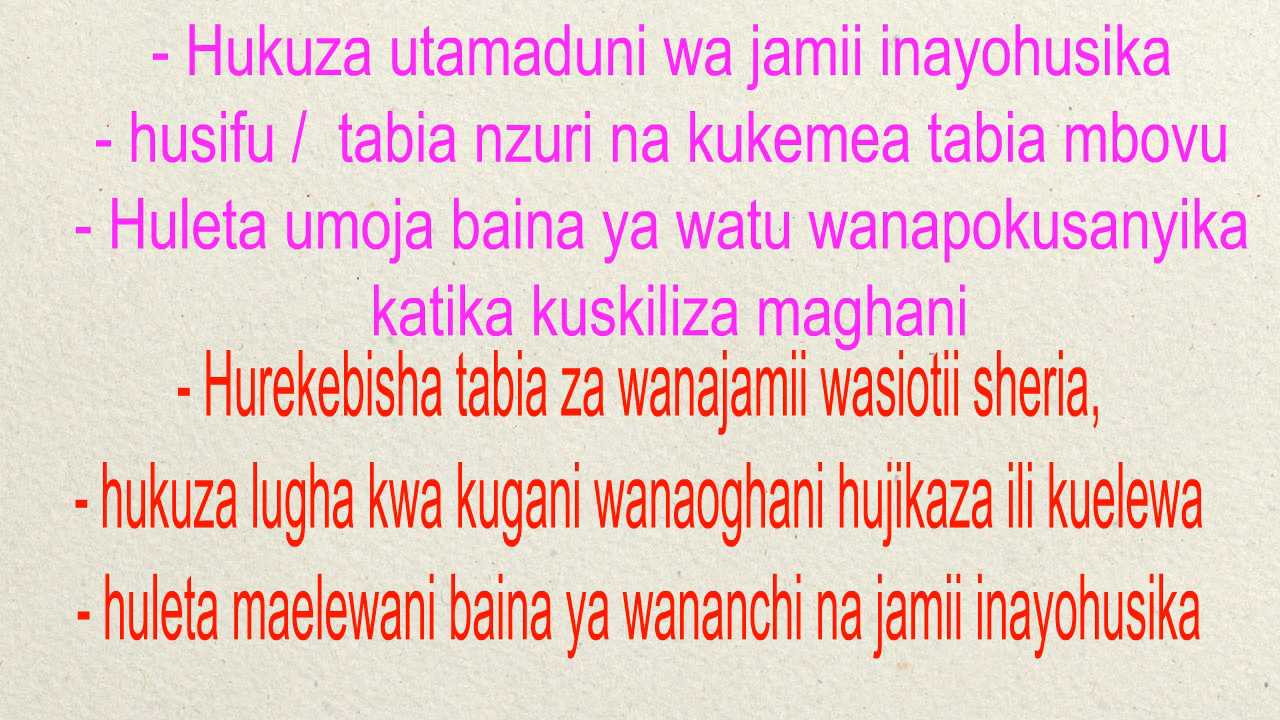 - Hukuza utamaduni wa jamii inayohusika
- husifu / tabia nzuri na kukemea tabia mbovu
- Huleta umoja baina ya watu wanapokusanyika
katika kuskiliza maghani
- Hurekebisha tabia za wanajamii wasiotii sheria,
- hukuza lugha kwa kugani wanaoghani hujikaza ili kuelewa
- huleta maelewani baina ya wananchi na jamii inayohusika